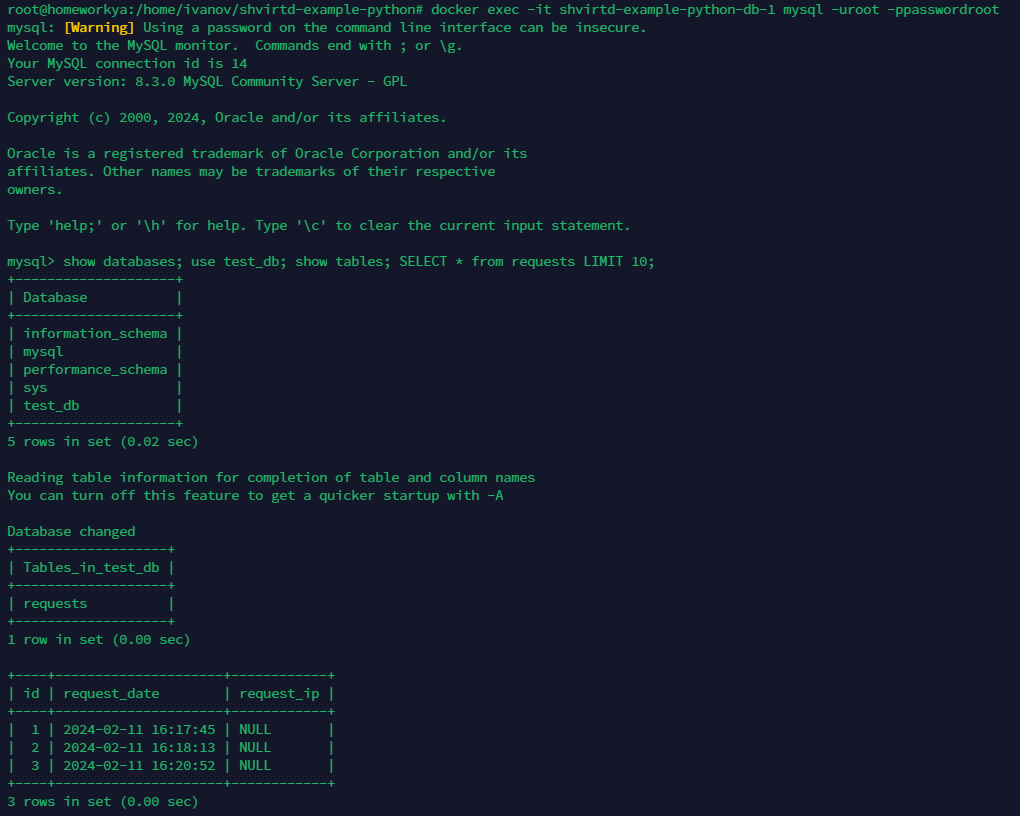 root@homeworkya:/home/ivanov/shvirtd-example-python# docker exec -it shvirtd-example-python-db-1 mysql -uroot -ppasswordroot
mysql: [Warning] Using a password on the command line interface can be insecure.
Welcome to the MySQL monitor.  Commands end with ; or \g.
Your MySQL connection id is 14
Server version: 8.3.0 MySQL Community Server - GPL

Copyright (c) 2000, 2024, Oracle and/or its affiliates.

Oracle is a registered trademark of Oracle Corporation and/or its
affiliates. Other names may be trademarks of their respective
owners.

Type 'help;' or '\h' for help. Type '\c' to clear the current input statement.

mysql> show databases; use test_db; show tables; SELECT * from requests LIMIT 10;
+--------------------+
| Database           |
+--------------------+
| information_schema |
| mysql              |
| performance_schema |
| sys                |
| test_db            |
+--------------------+
5 rows in set (0.02 sec)

Reading table information for completion of table and column names
You can turn off this feature to get a quicker startup with -A

Database changed
+-------------------+
| Tables_in_test_db |
+-------------------+
| requests          |
+-------------------+
1 row in set (0.00 sec)

+----+---------------------+------------+
| id | request_date        | request_ip |
+----+---------------------+------------+
|  1 | 2024-02-11 16:17:45 | NULL       |
|  2 | 2024-02-11 16:18:13 | NULL       |
|  3 | 2024-02-11 16:20:52 | NULL       |
+----+---------------------+------------+
3 rows in set (0.00 sec)